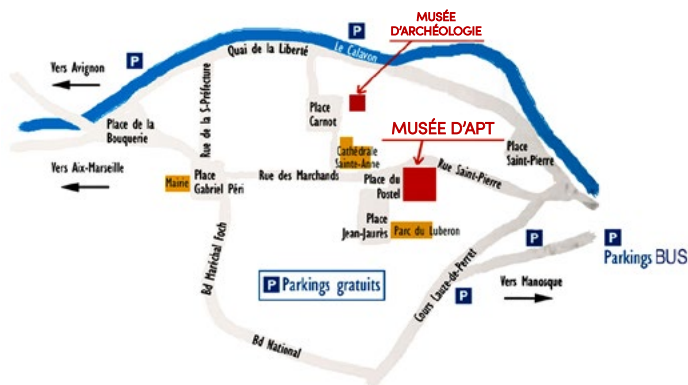 MUSÉE
D'ARCHÉOLOGIE
P
P
Quai de la Liberté
Le Calavon
Vers Avignon
Rue de la S-Préfecture
Place
Carnot
Place de la
Bouquerie
MUSÉE D'APT
Place
Saint-Pierre
Cathédrale
Sainte-Anne
Vers Aix-Marseille
Mairie
Place
Gabriel Péri
Rue des Marchands
Place du
Postel
Rue Saint-Pierre
Place
Jean-Jaurès
Parc du Luberon
Bd Maréchal Foch
P
P
Parkings BUS
P Parkings gratuits
Cours Lauze-de-Perret
P
Vers Manosque
Bd National